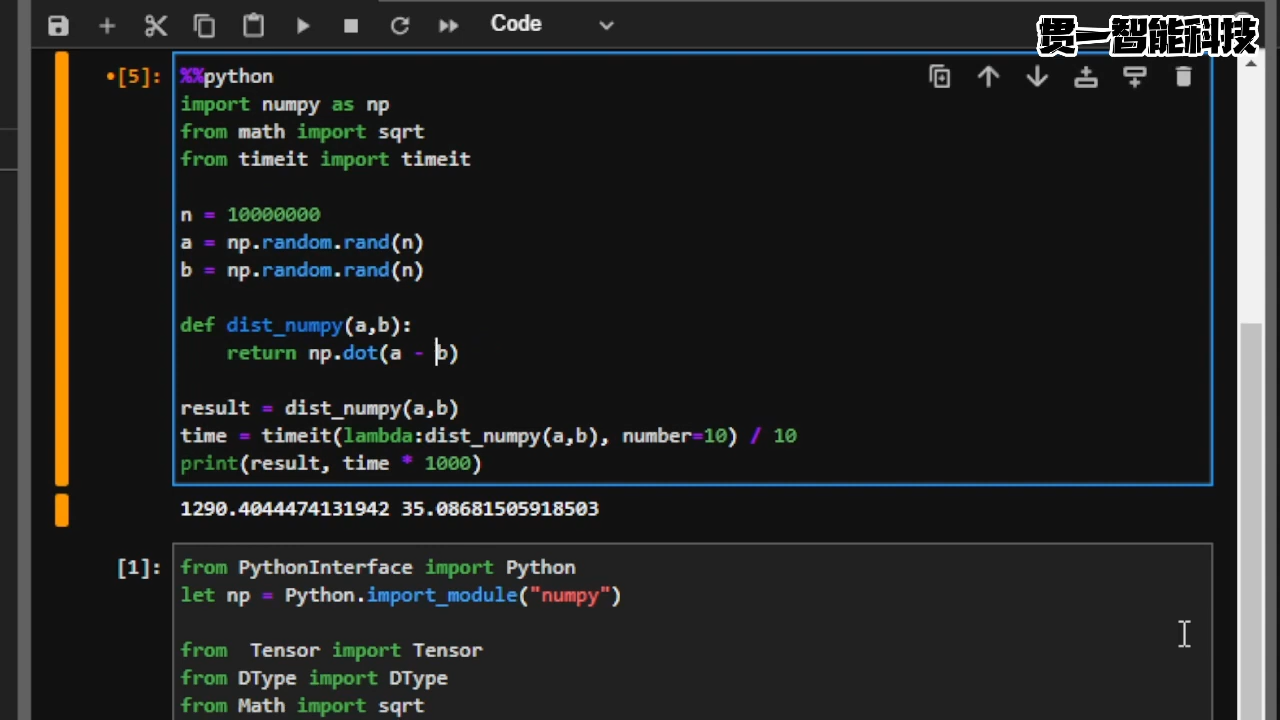 Code
贯一智能科技
•[5]:
%%python
import numpy as np
from math import sqrt
from timeit import timeit
n = 10000000
a = np.random.rand(n)
b = np.random.rand(n)
def dist_numpy(a,b):
    return np.dot(a - b)
result = dist_numpy(a,b)
time = timeit(lambda:dist_numpy(a,b), number=10) / 10
print(result, time * 1000)
1290.4044474131942 35.08681505918503
[1]:
from PythonInterface import Python
let np = Python.import_module("numpy")
from  Tensor import Tensor
from DType import DType
from Math import sqrt